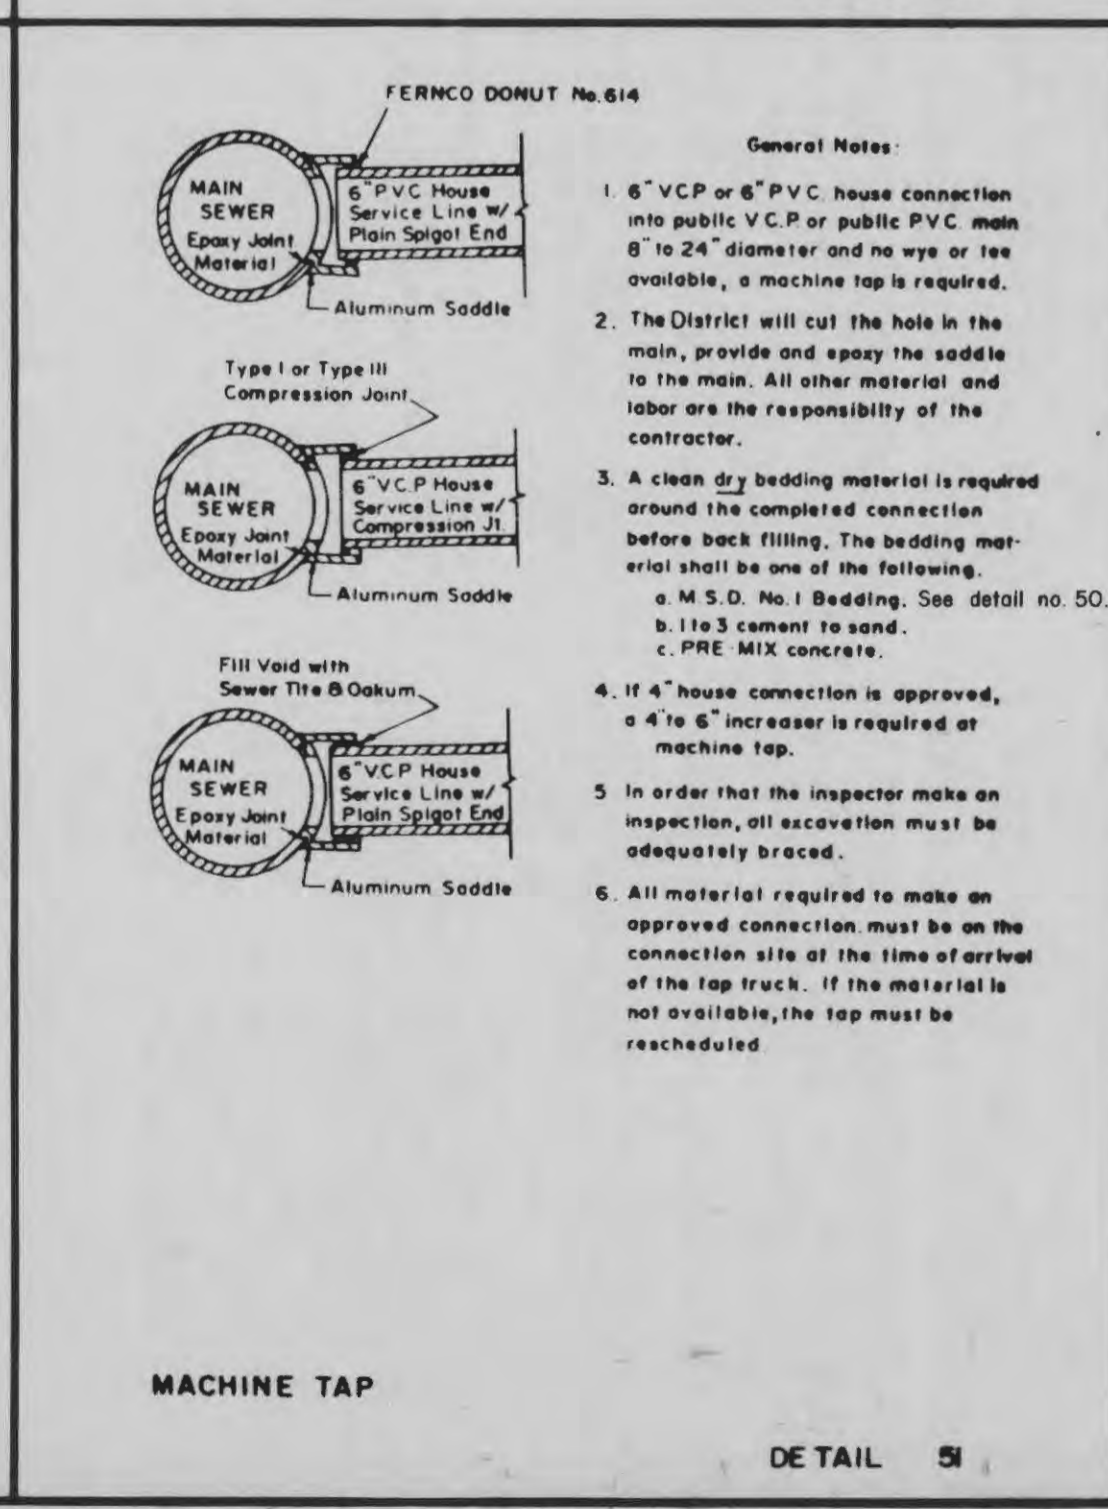 FERNCO DONUT No. 614
MAIN
SEWER
Epoxy Joint
Material
6" PVC House
Service Line w/
Plain Spigot End
Aluminum Saddle
Type I or Type III
Compression Joint
MAIN
SEWER
Epoxy Joint
Material
6" V.C.P House
Service Line w/
Compression Jt.
Aluminum Saddle
Fill Void with
Sewer Tite & Oakum
MAIN
SEWER
Epoxy Joint
Material
6" V.C.P House
Service Line w/
Plain Spigot End
Aluminum Saddle
General Notes:
1. 6" VCP or 6" PVC house connection
into public V.C.P. or public PVC main
8" to 24" diameter and no wye or tee
available, a machine tap is required.
2. The District will cut the hole in the
main, provide and epoxy the saddle
to the main. All other material and
labor are the responsibilty of the
contractor.
3. A clean dry bedding material is required
around the completed connection
before back filling. The bedding mat-
erial shall be one of the following.
a. M.S.D. No. 1 Bedding. See detail no. 50.
b. 1 to 3 cement to sand.
c. PRE-MIX concrete.
4. If 4" house connection is approved,
a 4" to 6" increaser is required at
machine tap.
5 In order that the inspector make an
inspection, all excavation must be
adequately braced.
6. All material required to make an
approved connection must be on the
connection site at the time of arrival
of the tap truck. If the material is
not available, the tap must be
rescheduled
MACHINE TAP
DETAIL 51